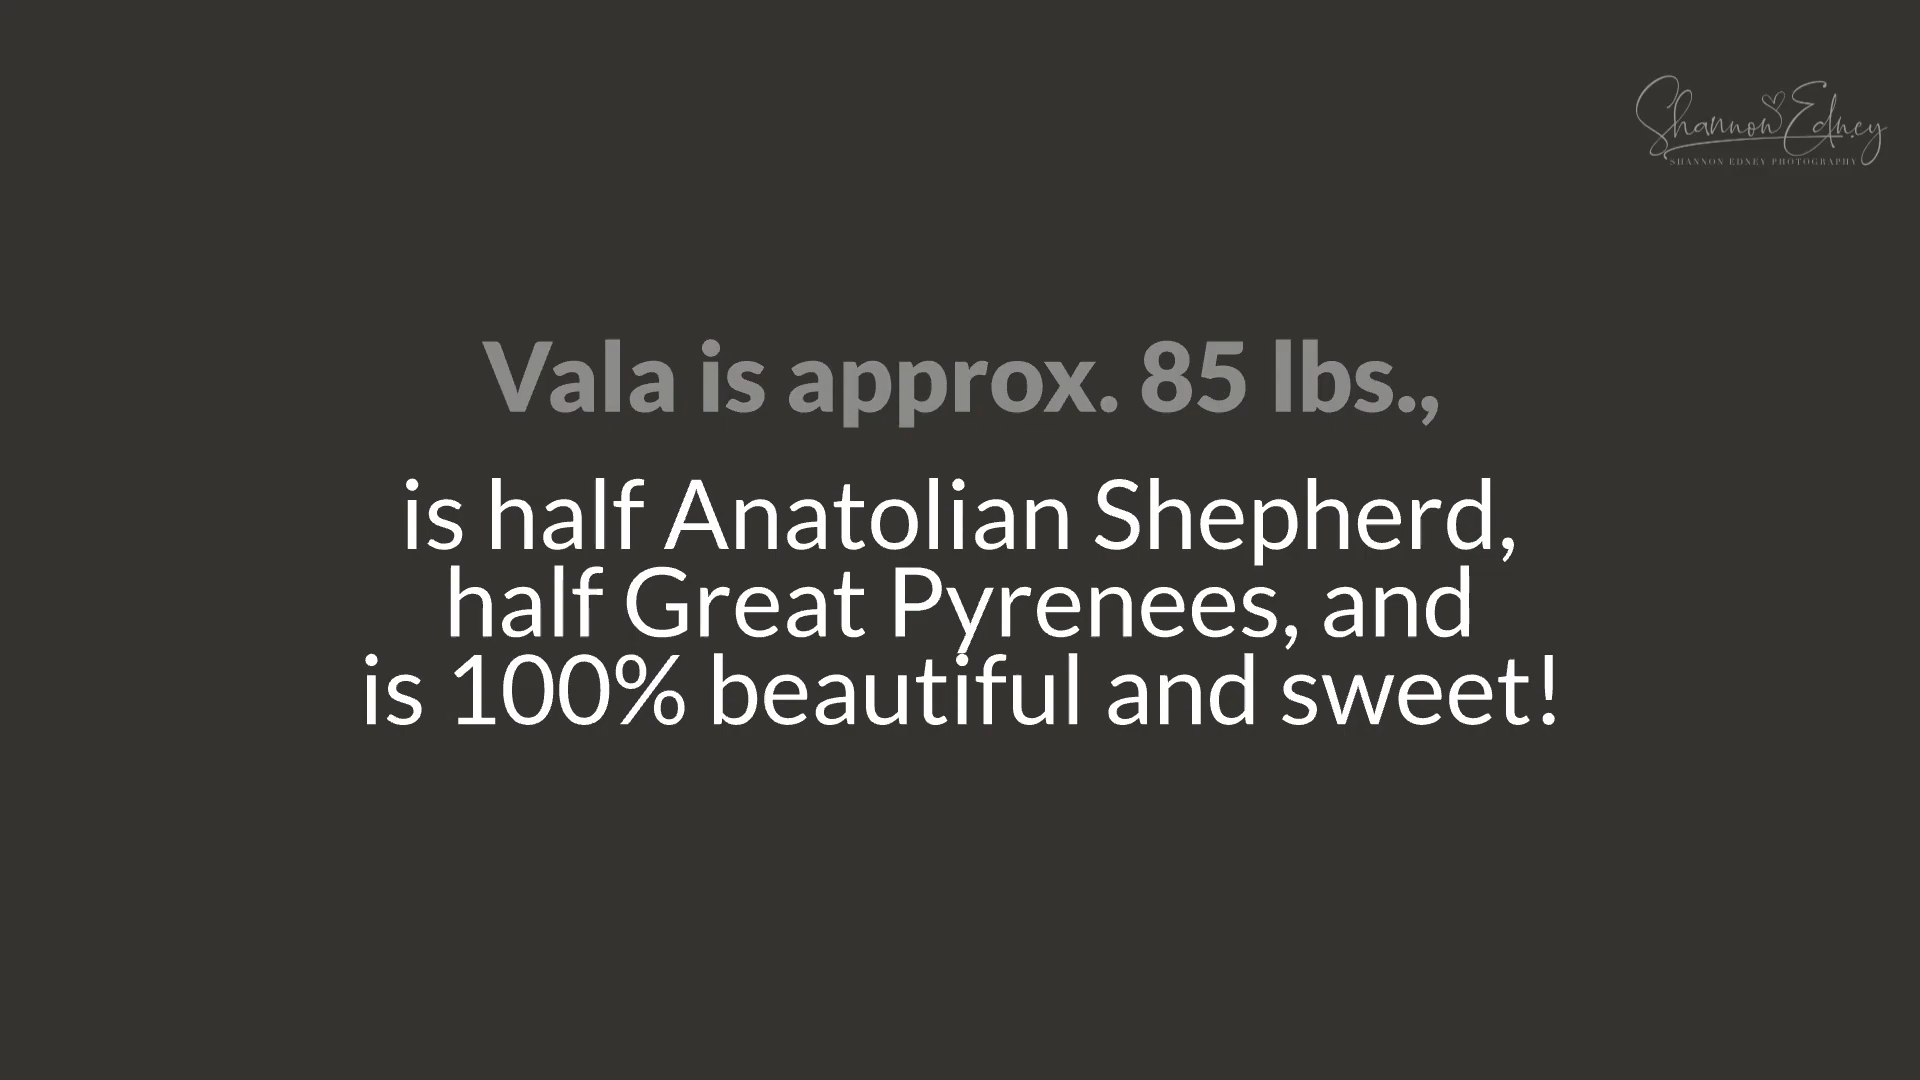 Shannon Edney
SHANNON EDNEY PHOTOGRAPHY
Vala is approx. 85 lbs.,
is half Anatolian Shepherd,
half Great Pyrenees, and
is 100% beautiful and sweet!